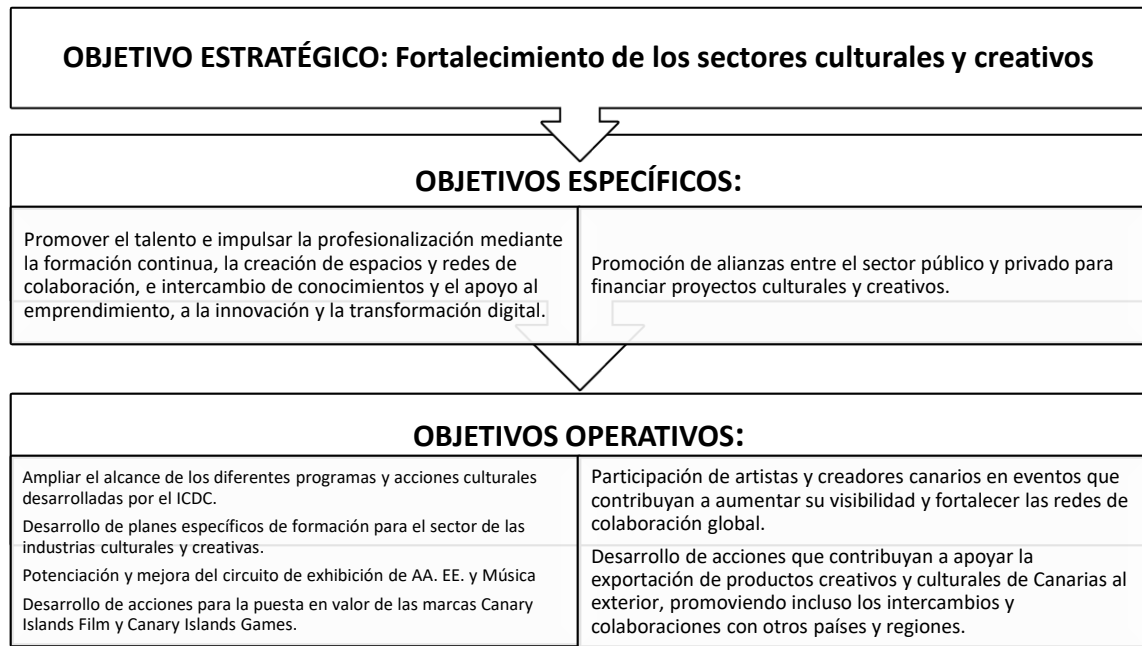 OBJETIVO ESTRATÉGICO: Fortalecimiento de los sectores culturales y creativos
OBJETIVOS ESPECÍFICOS:
Promover el talento e impulsar la profesionalización mediante
la formación continua, la creación de espacios y redes de
colaboración, e intercambio de conocimientos y el apoyo al
emprendimiento, a la innovación y la transformación digital.
Promoción de alianzas entre el sector público y privado para
financiar proyectos culturales y creativos.
OBJETIVOS OPERATIVOS:
Ampliar el alcance de los diferentes programas y acciones culturales
desarrolladas por el ICDC.
Desarrollo de planes específicos de formación para el sector de las
industrias culturales y creativas.
Potenciación y mejora del circuito de exhibición de AA. EE. y Música
Desarrollo de acciones para la puesta en valor de las marcas Canary
Islands Film y Canary Islands Games.
Participación de artistas y creadores canarios en eventos que
contribuyan a aumentar su visibilidad y fortalecer las redes de
colaboración global.
Desarrollo de acciones que contribuyan a apoyar la
exportación de productos creativos y culturales de Canarias al
exterior, promoviendo incluso los intercambios y
colaboraciones con otros países y regiones.